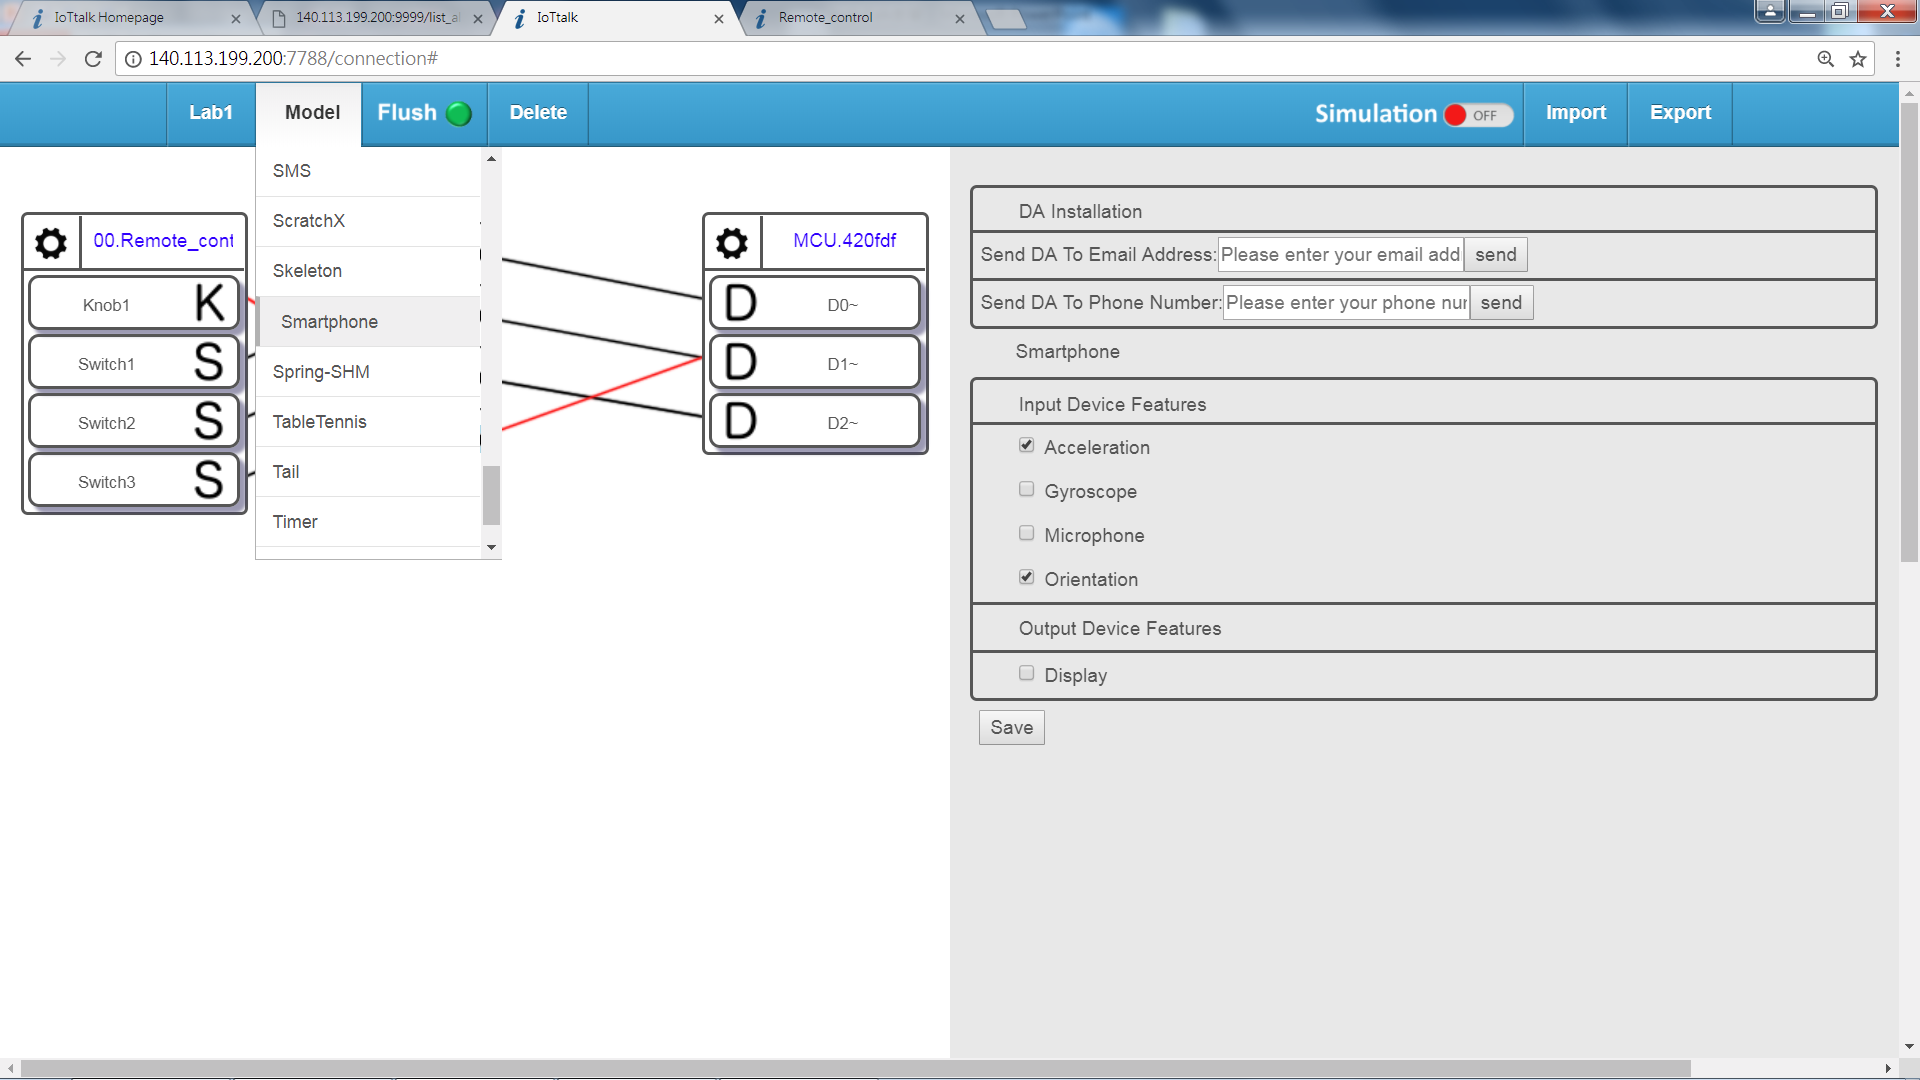 IoTtalk Homepage
140.113.199.200:9999/list_a
IoTtalk
Remote_control
140.113.199.200:7788/connection#
Lab1
Model
Flush
Delete
Simulation
OFF
Import
Export
SMS
ScratchX
Skeleton
Smartphone
Spring-SHM
TableTennis
Tail
Timer
00.Remote_cont
Knob1 K
Switch1 S
Switch2 S
Switch3 S
MCU.420fdf
D D0~
D D1~
D D2~
DA Installation
Send DA To Email Address: Please enter your email add send
Send DA To Phone Number: Please enter your phone nur send
Smartphone
Input Device Features
Acceleration
Gyroscope
Microphone
Orientation
Output Device Features
Display
Save